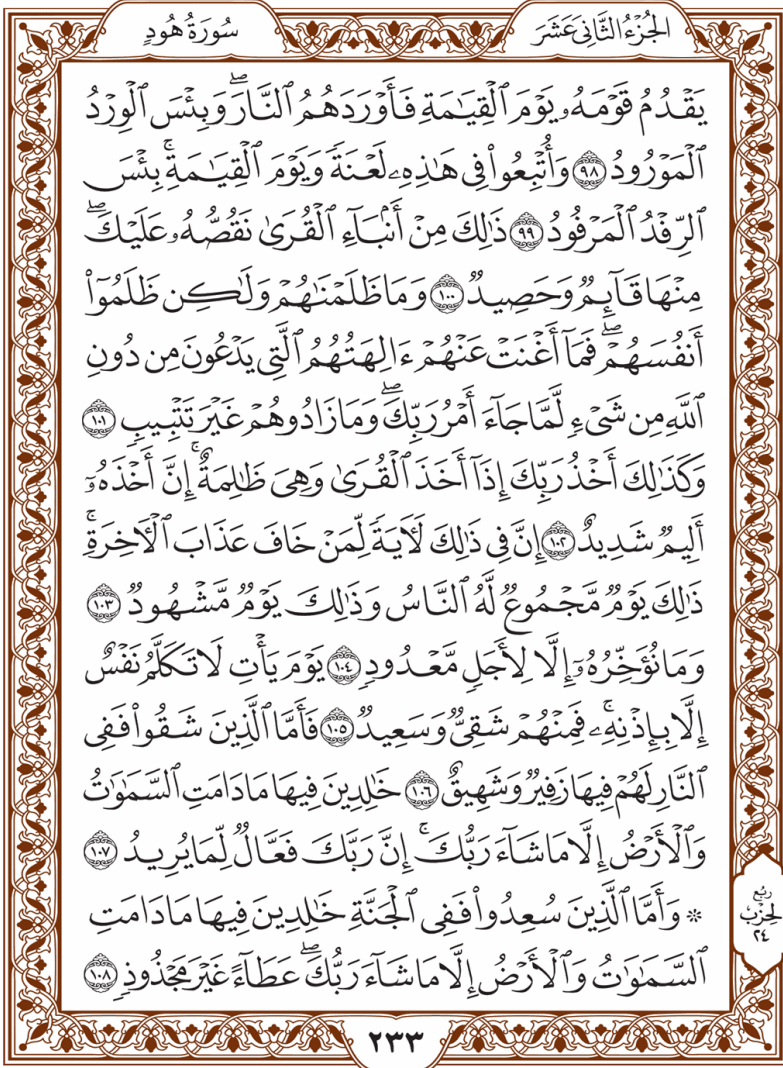 الجُزْءُ الثَّانِيَ عَشَرَ
سُورَةُ هُودٍ
يَقْدُمُ قَوْمَهُۥ يَوْمَ ٱلْقِيَٰمَةِ فَأَوْرَدَهُمُ ٱلنَّارَۖ وَبِئْسَ ٱلْوِرْدُ
ٱلْمَوْرُودُ ٩٨ وَأُتْبِعُوا۟ فِى هَٰذِهِۦ لَعْنَةً وَيَوْمَ ٱلْقِيَٰمَةِۚ بِئْسَ
ٱلرِّفْدُ ٱلْمَرْفُودُ ٩٩ ذَٰلِكَ مِنْ أَنۢبَآءِ ٱلْقُرَىٰ نَقُصُّهُۥ عَلَيْكَۖ
مِنْهَا قَآئِمٌ وَحَصِيدٌ ١٠٠ وَمَا ظَلَمْنَٰهُمْ وَلَٰكِن ظَلَمُوٓا۟
أَنفُسَهُمْۖ فَمَآ أَغْنَتْ عَنْهُمْ ءَالِهَتُهُمُ ٱلَّتِى يَدْعُونَ مِن دُونِ
ٱللَّهِ مِن شَىْءٍ لَّمَّا جَآءَ أَمْرُ رَبِّكَۖ وَمَا زَادُوهُمْ غَيْرَ تَتْبِيبٍ ١٠١
وَكَذَٰلِكَ أَخْذُ رَبِّكَ إِذَآ أَخَذَ ٱلْقُرَىٰ وَهِىَ ظَٰلِمَةٌۚ إِنَّ أَخْذَهُۥٓ
أَلِيمٌ شَدِيدٌ ١٠٢ إِنَّ فِى ذَٰلِكَ لَءَايَةً لِّمَنْ خَافَ عَذَابَ ٱلْءَاخِرَةِۚ
ذَٰلِكَ يَوْمٌ مَّجْمُوعٌ لَّهُ ٱلنَّاسُ وَذَٰلِكَ يَوْمٌ مَّشْهُودٌ ١٠٣
وَمَا نُؤَخِّرُهُۥٓ إِلَّا لِأَجَلٍ مَّعْدُودٍ ١٠٤ يَوْمَ يَأْتِ لَا تَكَلَّمُ نَفْسٌ
إِلَّا بِإِذْنِهِۦۚ فَمِنْهُمْ شَقِىٌّ وَسَعِيدٌ ١٠٥ فَأَمَّا ٱلَّذِينَ شَقُوا۟ فَفِى
ٱلنَّارِ لَهُمْ فِيهَا زَفِيرٌ وَشَهِيقٌ ١٠٦ خَٰلِدِينَ فِيهَا مَا دَامَتِ ٱلسَّمَٰوَٰتُ
وَٱلْأَرْضُ إِلَّا مَا شَآءَ رَبُّكَۚ إِنَّ رَبَّكَ فَعَّالٌ لِّمَا يُرِيدُ ١٠٧
۞ وَأَمَّا ٱلَّذِينَ سُعِدُوا۟ فَفِى ٱلْجَنَّةِ خَٰلِدِينَ فِيهَا مَا دَامَتِ
ٱلسَّمَٰوَٰتُ وَٱلْأَرْضُ إِلَّا مَا شَآءَ رَبُّكَۖ عَطَآءً غَيْرَ مَجْذُوذٍ ١٠٨
رُبْع
الحِزْب
٢٤
٢٣٣